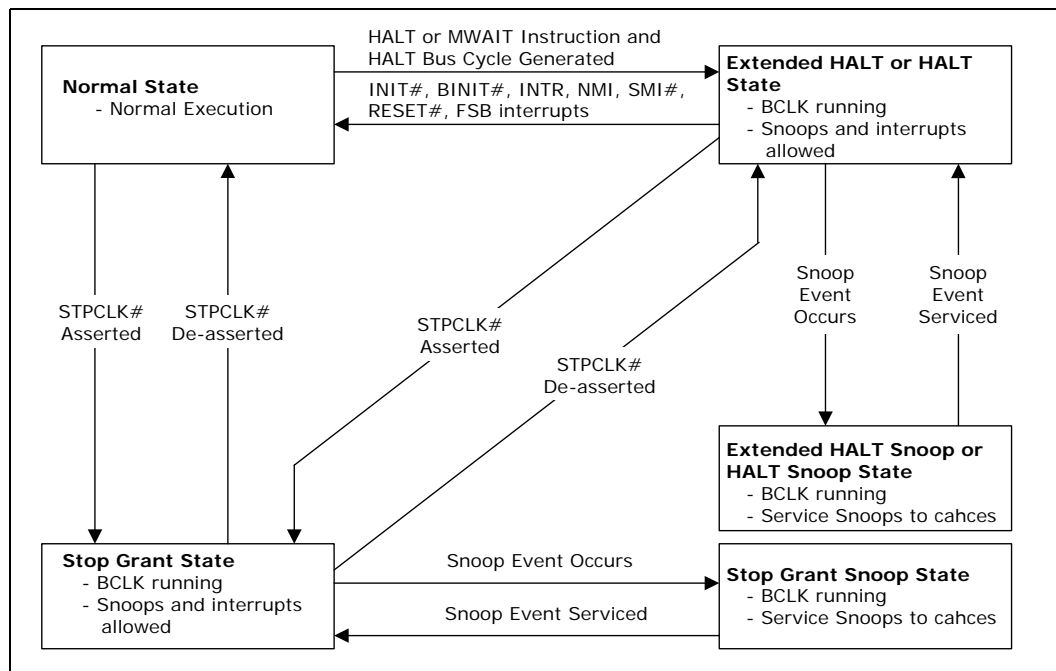 HALT or MWAIT Instruction and
HALT Bus Cycle Generated
Normal State
- Normal Execution
INIT#, BINIT#, INTR, NMI, SMI#,
RESET#, FSB interrupts
Extended HALT or HALT
State
- BCLK running
- Snoops and interrupts
allowed
STPCLK#
Asserted
STPCLK#
De-asserted
STPCLK#
Asserted
STPCLK#
De-asserted
Snoop
Event
Occurs
Snoop
Event
Serviced
Extended HALT Snoop or
HALT Snoop State
- BCLK running
- Service Snoops to cahces
Stop Grant State
- BCLK running
- Snoops and interrupts
allowed
Snoop Event Occurs
Snoop Event Serviced
Stop Grant Snoop State
- BCLK running
- Service Snoops to cahces